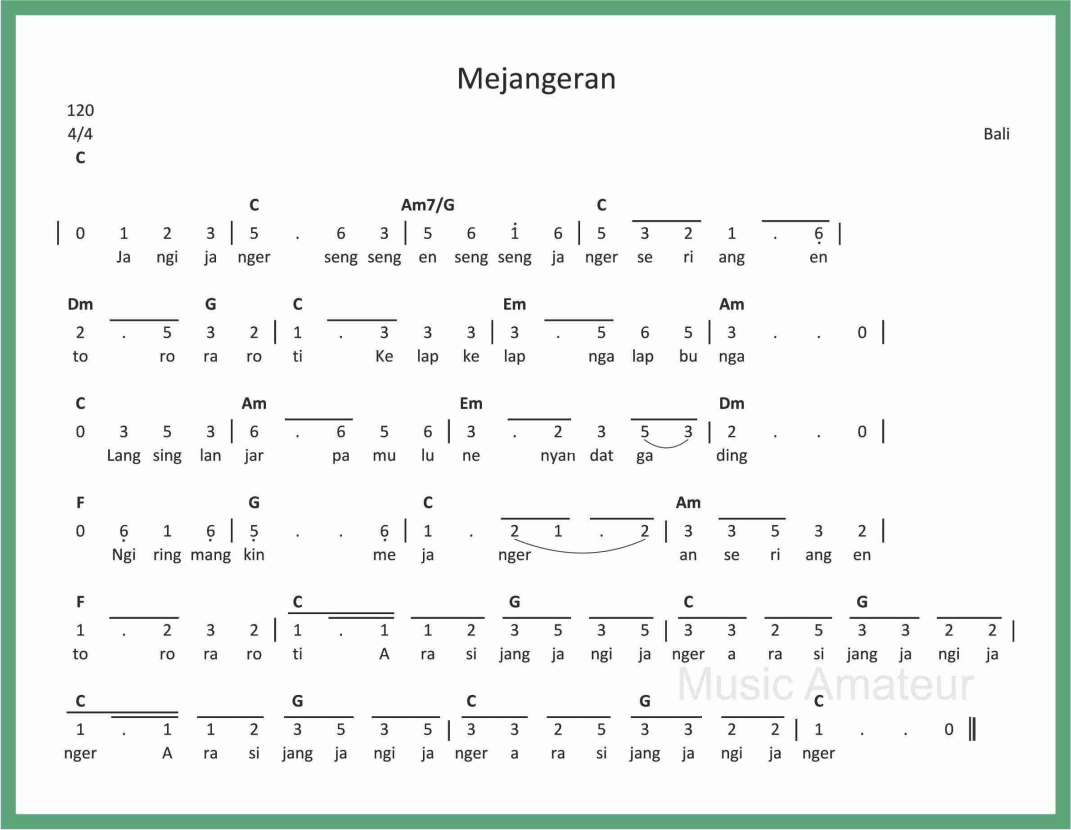 Mejangeran
120
4/4
Bali
C
C Am7/G C
| 0 1 2 3 | 5 . 6 3 | 5 6 1̇ 6 | 5 3 2 1 . 6̣ |
Ja ngi ja nger seng seng en seng seng ja nger se ri ang en
Dm G C Em Am
2 . 5 3 2 | 1 . 3 3 3 | 3 . 5 6 5 | 3 . . 0 |
to ro ra ro ti Ke lap ke lap nga lap bu nga
C Am Em Dm
0 3 5 3 | 6 . 6 5 6 | 3 . 2 3 5 3 | 2 . . 0 |
Lang sing lan jar pa mu lu ne nyan dat ga ding
F G C Am
0 6̣ 1 6̣ | 5̣ . . 6̣ | 1 . 2 1 . 2 | 3 3 5 3 2 |
Ngi ring mang kin me ja nger an se ri ang en
F C G C G
1 . 2 3 2 | 1 . 1 1 2 3 5 3 5 | 3 3 2 5 3 3 2 2 |
to ro ra ro ti A ra si jang ja ngi ja nger a ra si jang ja ngi ja
Music Amateur
C G C G C
1 . 1 1 2 3 5 3 5 | 3 3 2 5 3 3 2 2 | 1 . . 0 ||
nger A ra si jang ja ngi ja nger a ra si jang ja ngi ja nger